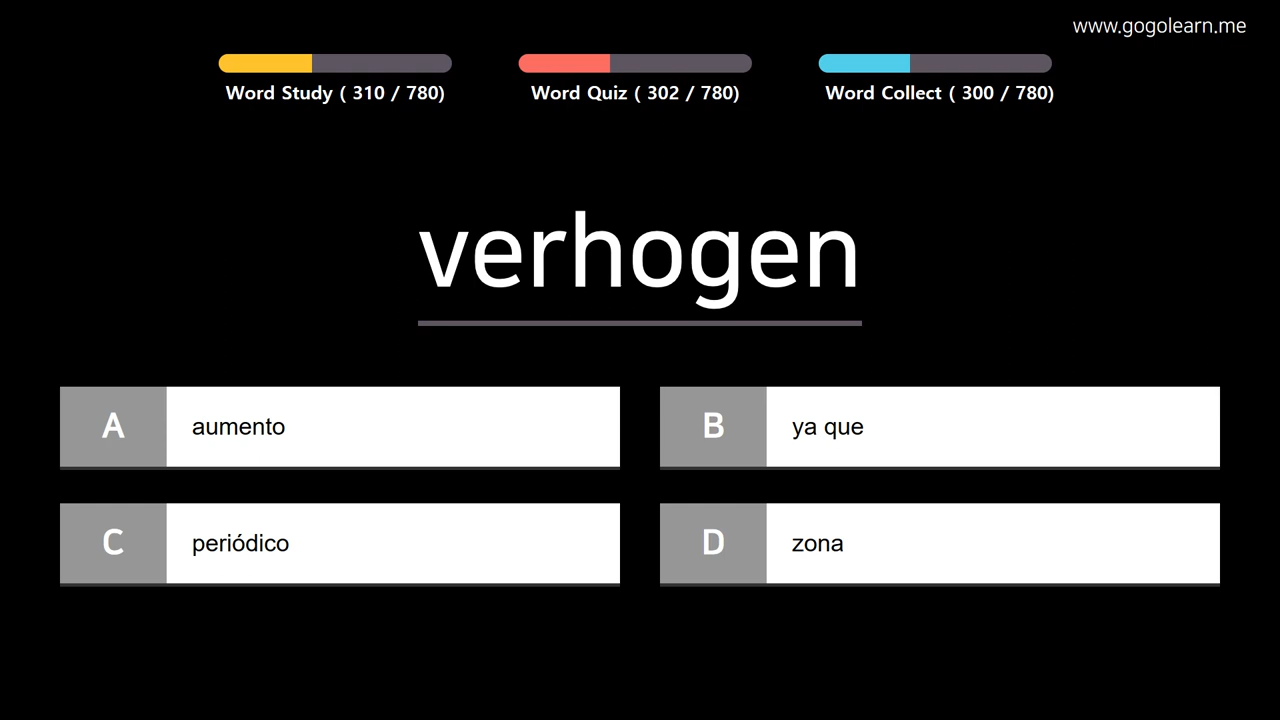 www.gogolearn.me
Word Study ( 310 / 780)
Word Quiz ( 302 / 780)
Word Collect ( 300 / 780)
verhogen
A aumento
B ya que
C periódico
D zona